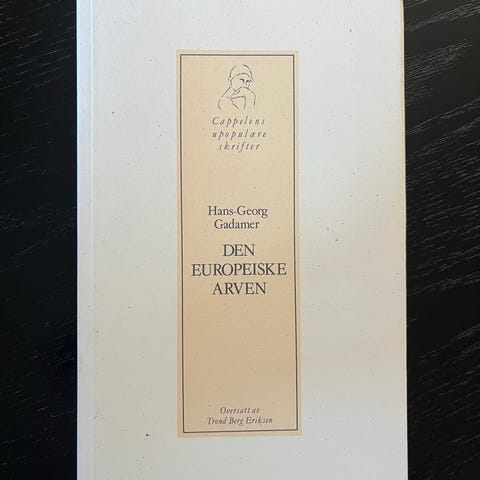 Cappelens
upopulære
skrifter
Hans-Georg
Gadamer
DEN
EUROPEISKE
ARVEN
Oversatt av
Trond Berg Eriksen